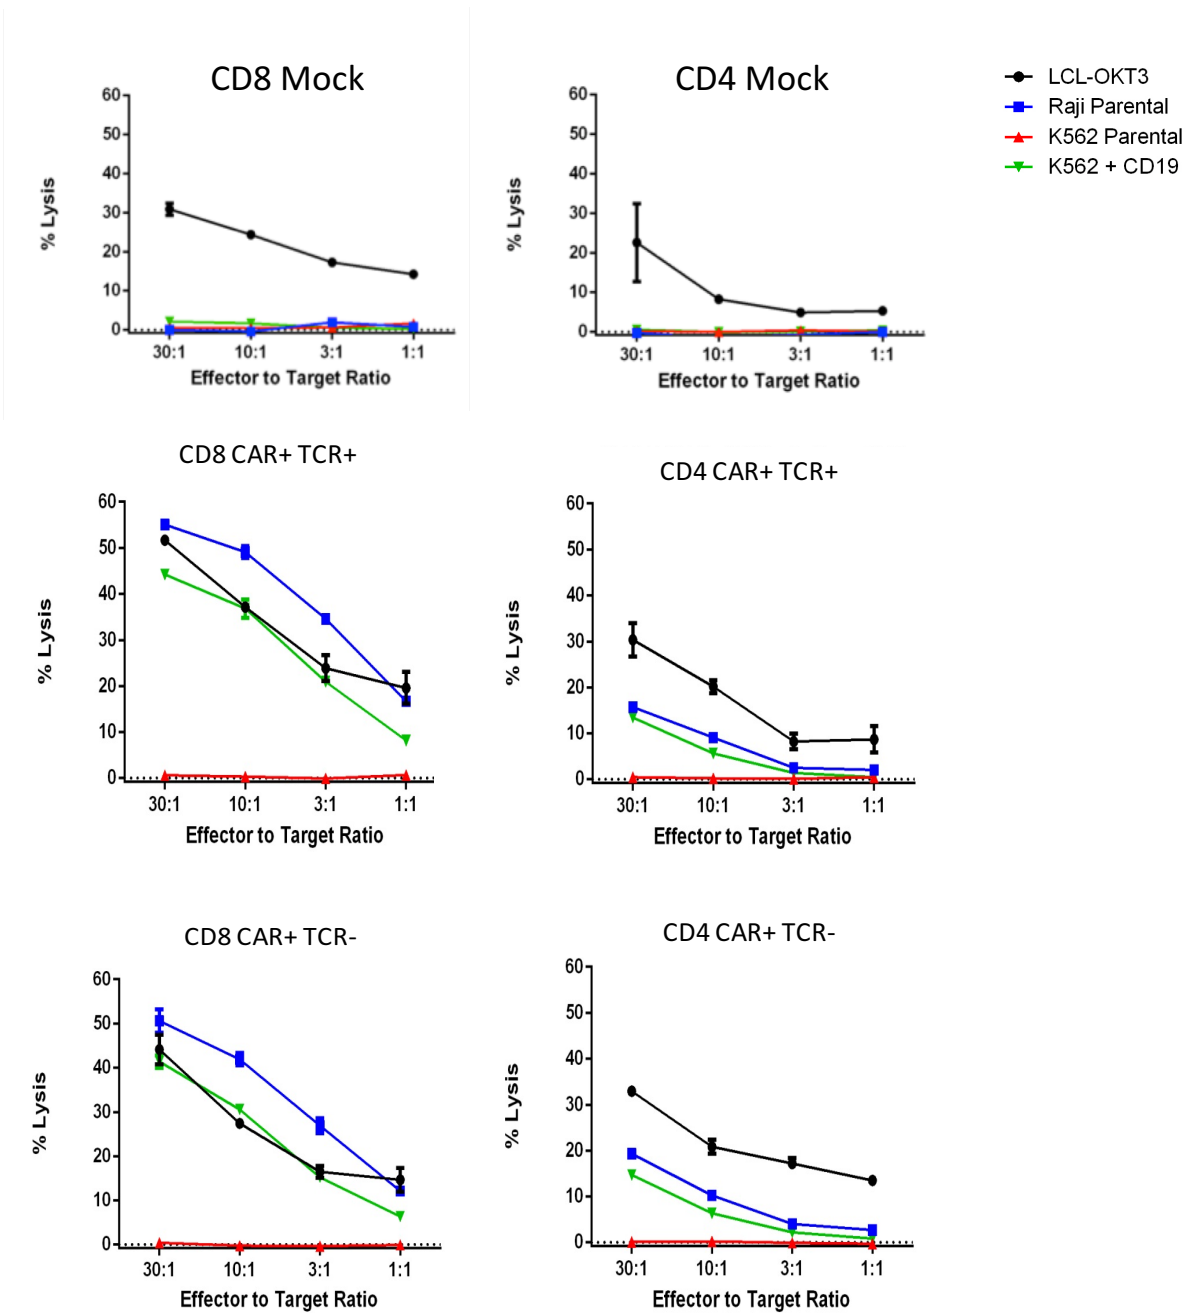 CD8 Mock
60
50
40
30
20
10
0
% Lysis
30:1 10:1 3:1 1:1
Effector to Target Ratio
CD4 Mock
60
50
40
30
20
10
0
% Lysis
30:1 10:1 3:1 1:1
Effector to Target Ratio
LCL-OKT3
Raji Parental
K562 Parental
K562 + CD19
CD8 CAR+ TCR+
60
50
40
30
20
10
0
% Lysis
30:1 10:1 3:1 1:1
Effector to Target Ratio
CD4 CAR+ TCR+
60
50
40
30
20
10
0
% Lysis
30:1 10:1 3:1 1:1
Effector to Target Ratio
CD8 CAR+ TCR-
60
50
40
30
20
10
0
% Lysis
30:1 10:1 3:1 1:1
Effector to Target Ratio
CD4 CAR+ TCR-
60
50
40
30
20
10
0
% Lysis
30:1 10:1 3:1 1:1
Effector to Target Ratio